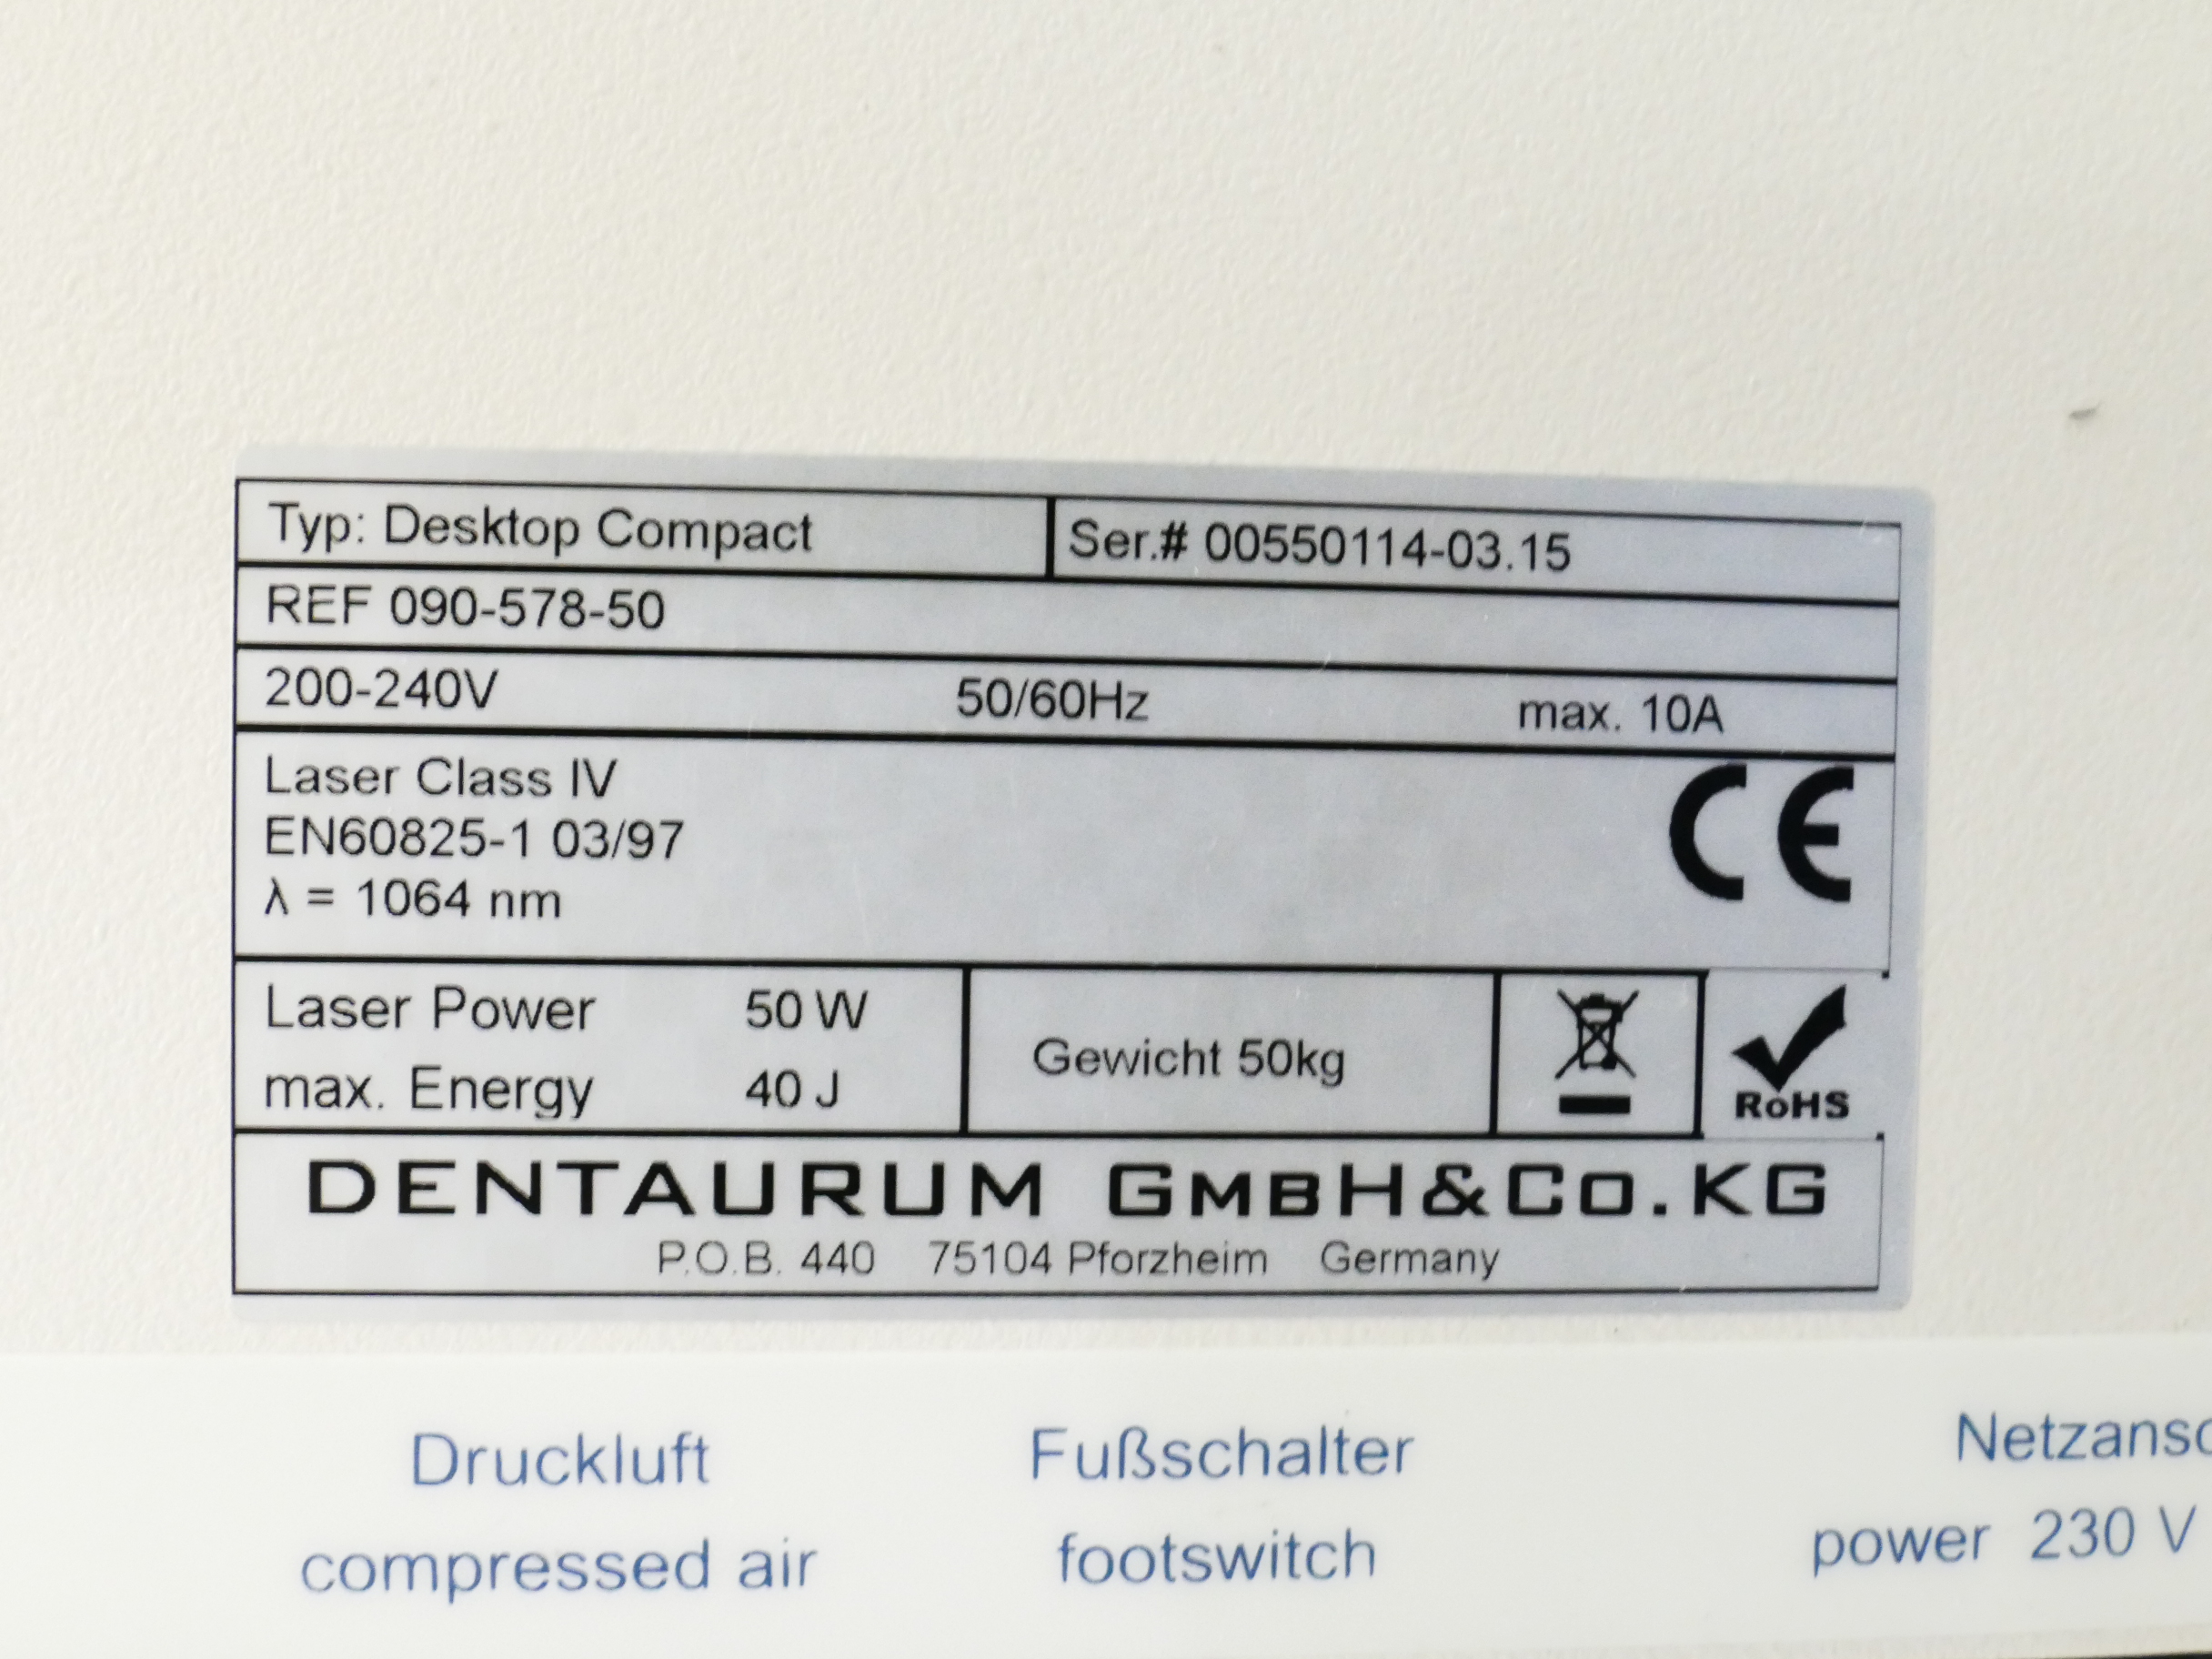 Typ: Desktop Compact Ser.# 00550114-03.15
REF 090-578-50
200-240V 50/60Hz max. 10A
Laser Class IV
EN60825-1 03/97
λ = 1064 nm
CE
Laser Power 50 W
max. Energy 40 J
Gewicht 50kg
RoHS
DENTAURUM GMBH&CO.KG
P.O.B. 440 75104 Pforzheim Germany
Druckluft Fußschalter
compressed air footswitch power 230 V